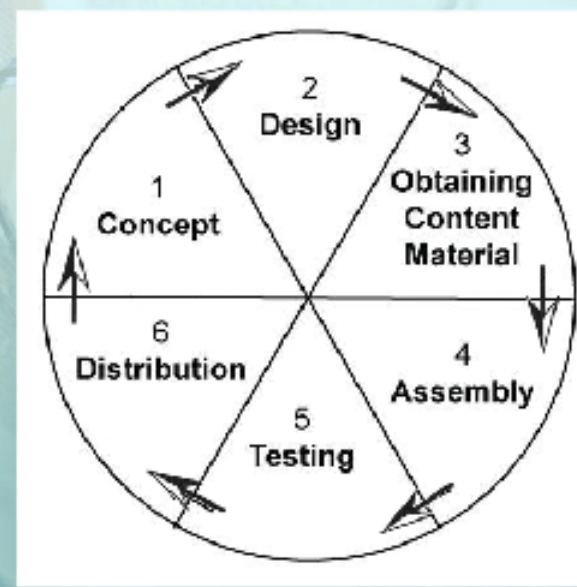 1
Concept
2
Design
3
Obtaining
Content
Material
4
Assembly
5
Testing
6
Distribution